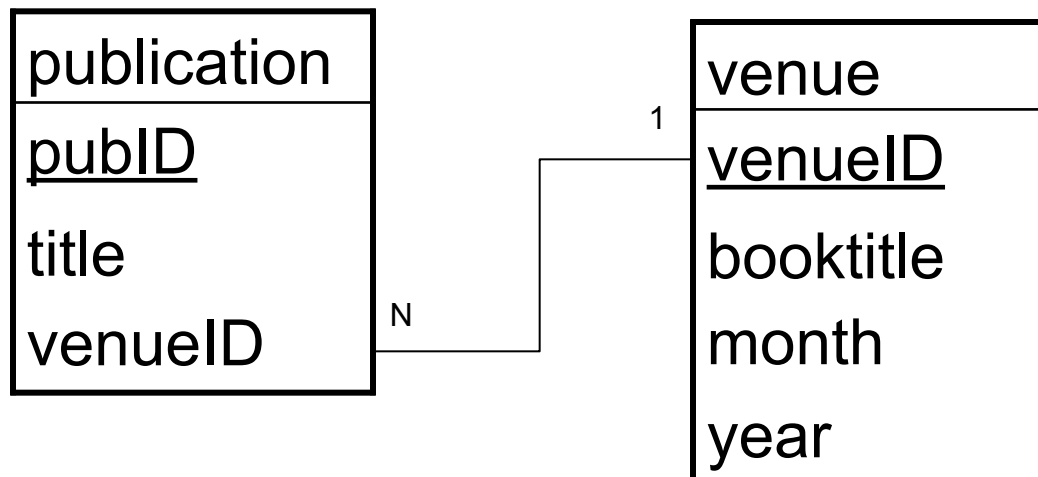 publication
pubID
title
venueID
N
1
venue
venueID
booktitle
month
year